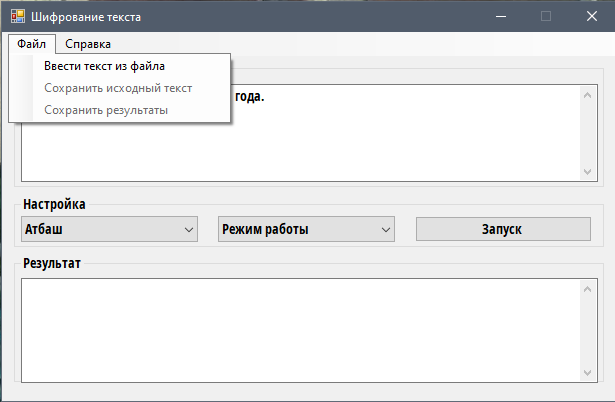 Шифрование текста
Файл Справка
Ввести текст из файла
Сохранить исходный текст
Сохранить результаты
года.
Настройка
Атбаш Режим работы Запуск
Результат